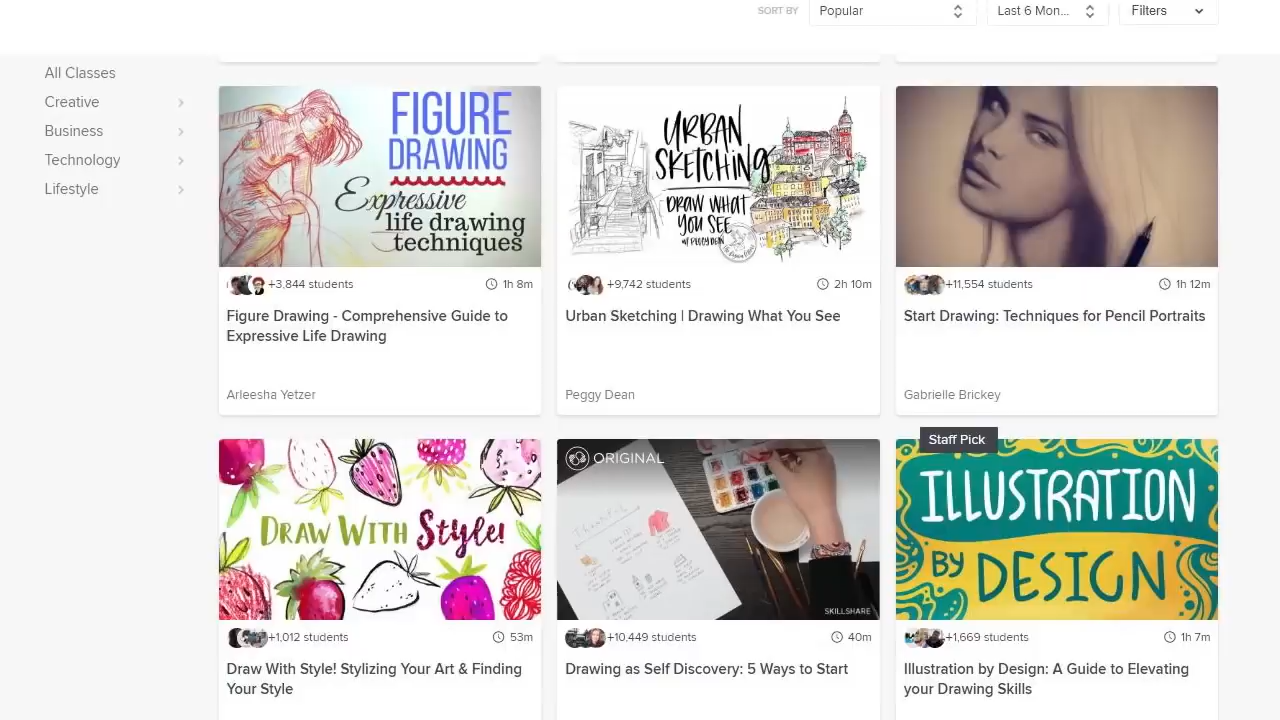 SORT BY
Popular
Last 6 Mon...
Filters
All Classes
Creative
Business
Technology
Lifestyle
FIGURE
DRAWING
Expressive
life drawing
techniques
+3,844 students
1h 8m
Figure Drawing - Comprehensive Guide to
Expressive Life Drawing
Arleesha Yetzer
URBAN
SKETCHING
DRAW WHAT
YOU SEE
W/ PEGGY DEAN
+9,742 students
2h 10m
Urban Sketching | Drawing What You See
Peggy Dean
+11,554 students
1h 12m
Start Drawing: Techniques for Pencil Portraits
Gabrielle Brickey
DRAW WITH Style!
+1,012 students
53m
Draw With Style! Stylizing Your Art & Finding
Your Style
ORIGINAL
SKILLSHARE
+10,449 students
40m
Drawing as Self Discovery: 5 Ways to Start
Staff Pick
ILLUSTRATION
BY DESIGN
+1,669 students
1h 7m
Illustration by Design: A Guide to Elevating
your Drawing Skills